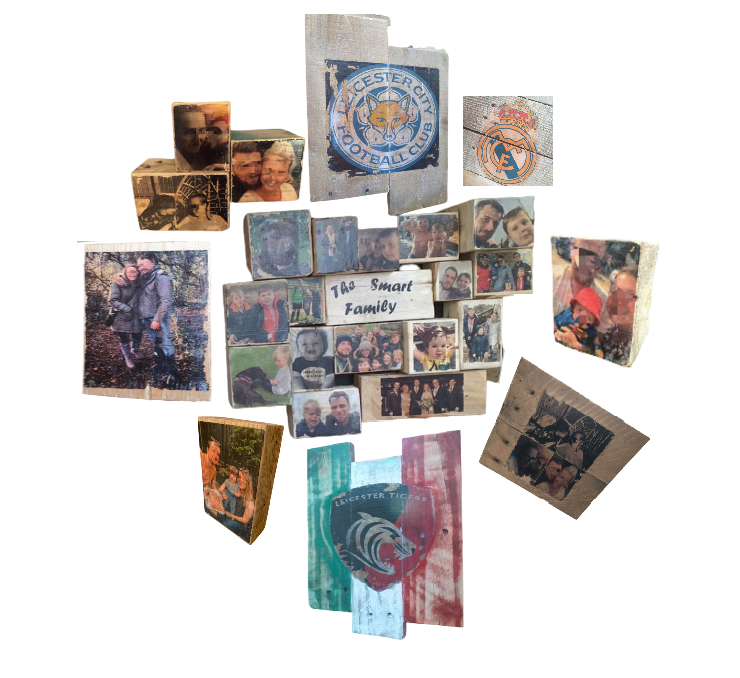 LEICESTER CITY
FOOTBALL CLUB
The Smart
Family
LEICESTER TIGERS